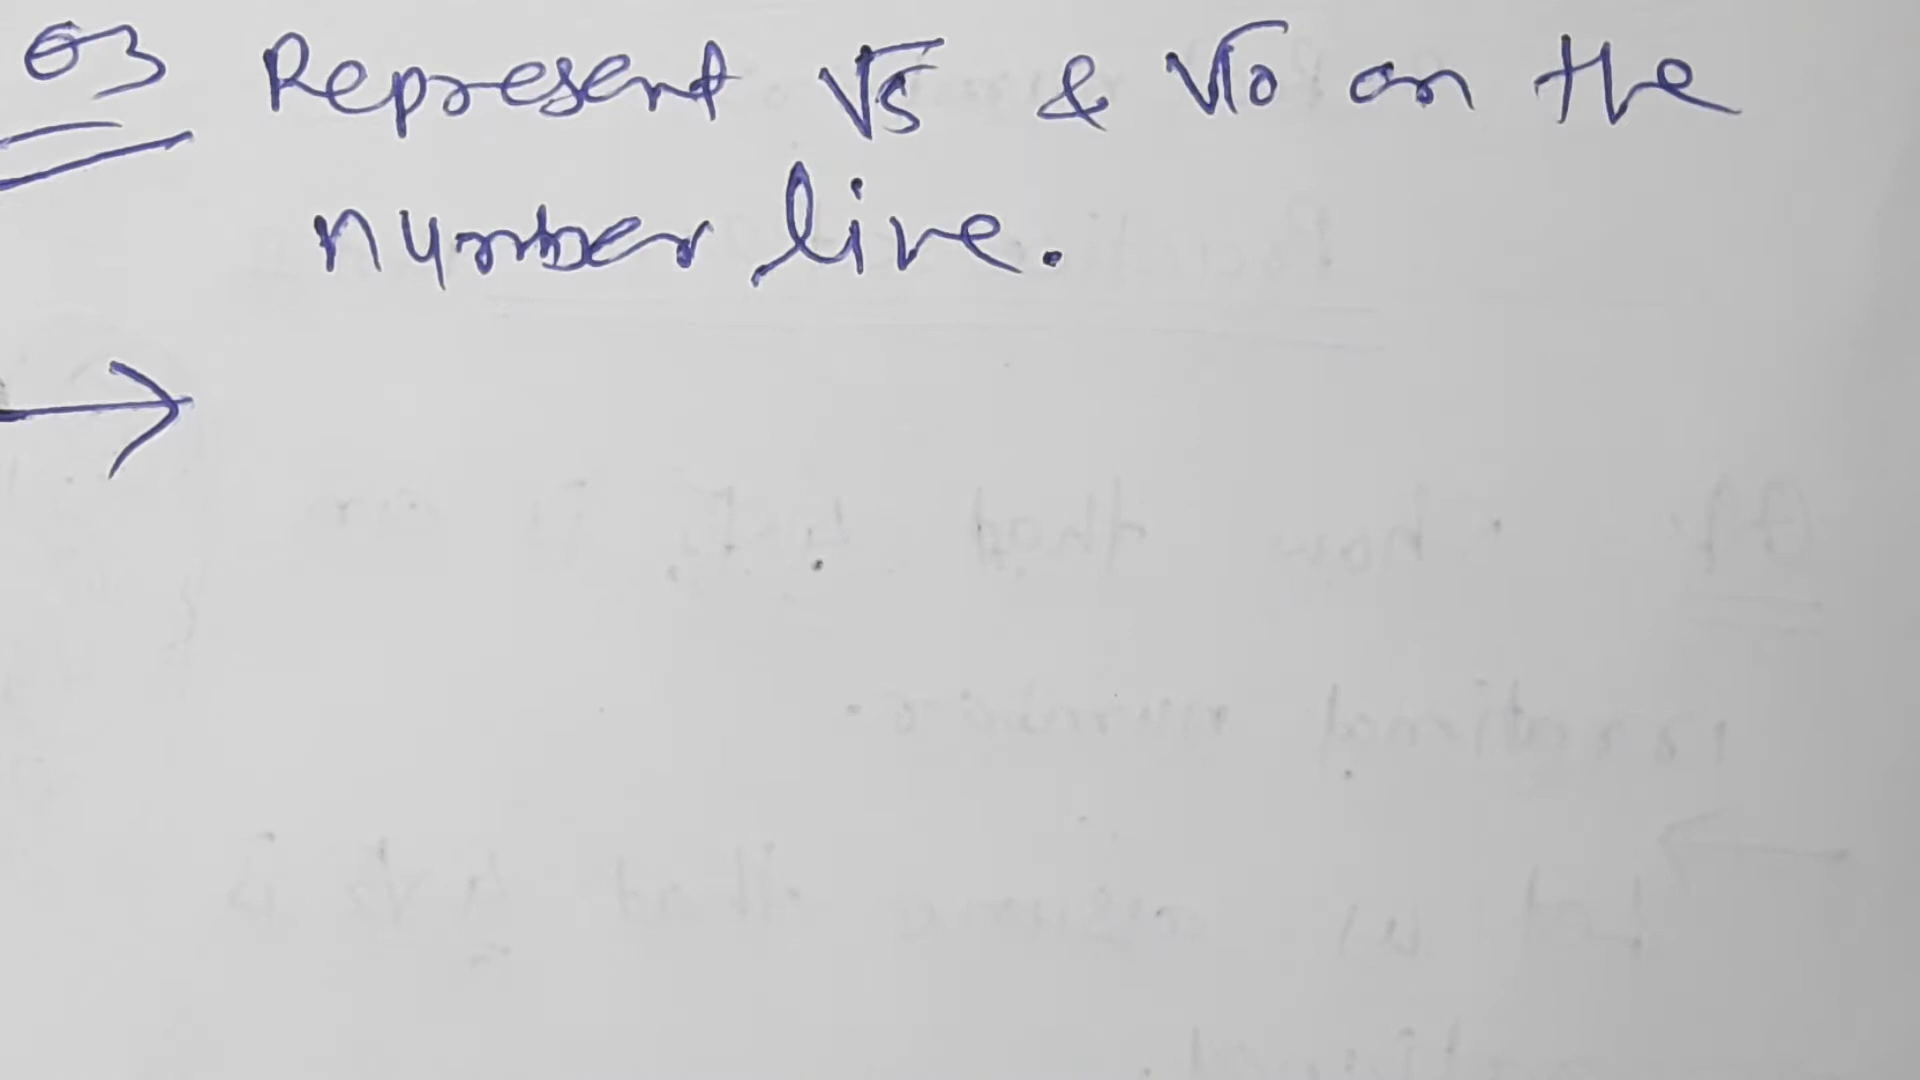 Q3 Represent √5 & √10 on the
number line.
→